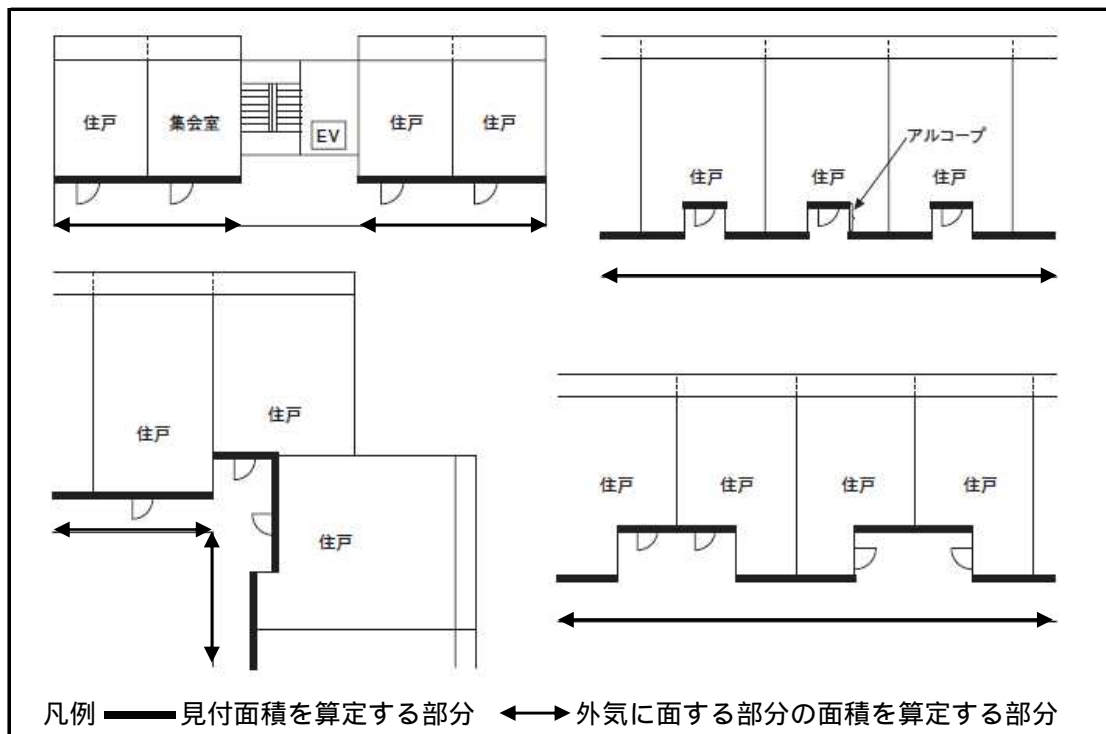 住戸 集会室 EV 住戸 住戸
アルコープ
住戸 住戸 住戸
住戸
住戸
住戸
住戸 住戸 住戸 住戸
凡例 見付面積を算定する部分 外気に面する部分の面積を算定する部分